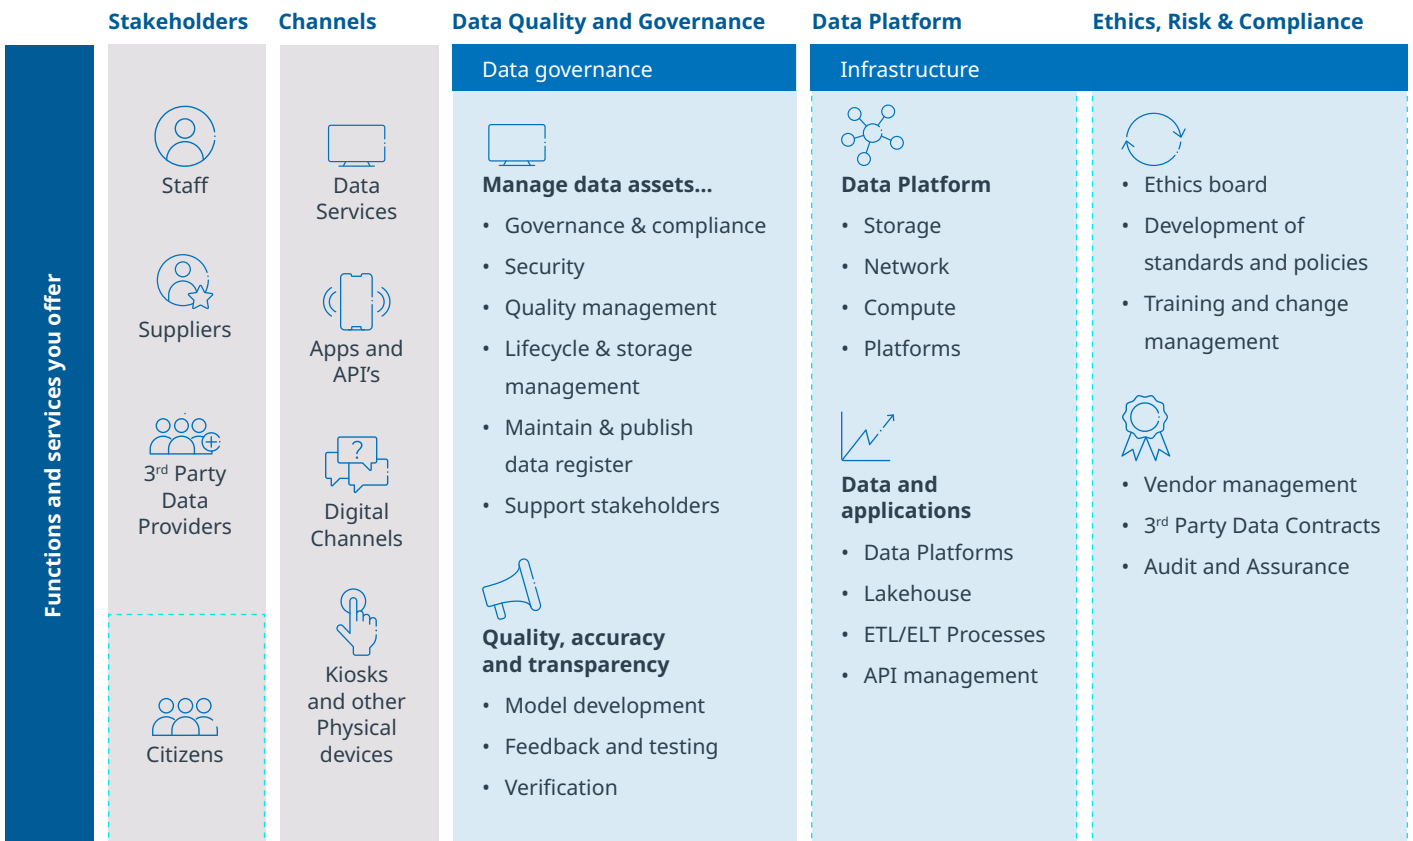 Stakeholders
Channels
Data Quality and Governance
Data Platform
Ethics, Risk & Compliance
Functions and services you offer
Staff
Suppliers
3rd Party
Data
Providers
Citizens
Data
Services
Apps and
API’s
?
Digital
Channels
Kiosks
and other
Physical
devices
Data governance
Manage data assets...
• Governance & compliance
• Security
• Quality management
• Lifecycle & storage
management
• Maintain & publish
data register
• Support stakeholders
Quality, accuracy
and transparency
• Model development
• Feedback and testing
• Verification
Infrastructure
Data Platform
• Storage
• Network
• Compute
• Platforms
Data and
applications
• Data Platforms
• Lakehouse
• ETL/ELT Processes
• API management
• Ethics board
• Development of
standards and policies
• Training and change
management
• Vendor management
• 3rd Party Data Contracts
• Audit and Assurance